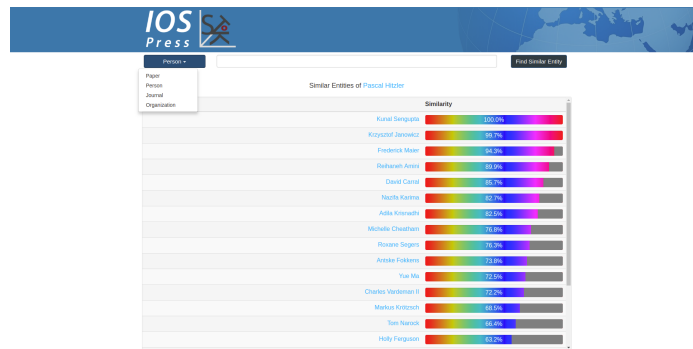 IOS
Press
Person
Find Similar Entity
Paper
Person
Journal
Organization
Similar Entities of Pascal Hitzler
Similarity
Kunal Sengupta 100.0%
Krzysztof Janowicz 99.7%
Frederick Maier 94.3%
Reihaneh Amini 89.9%
David Carral 85.7%
Nazifa Karima 82.7%
Adila Krisnadhi 82.5%
Michelle Cheatham 76.8%
Roxane Segers 76.3%
Antske Fokkens 73.8%
Yue Ma 72.5%
Charles Vardeman II 72.2%
Markus Krötzsch 68.5%
Tom Narock 66.4%
Holly Ferguson 63.2%